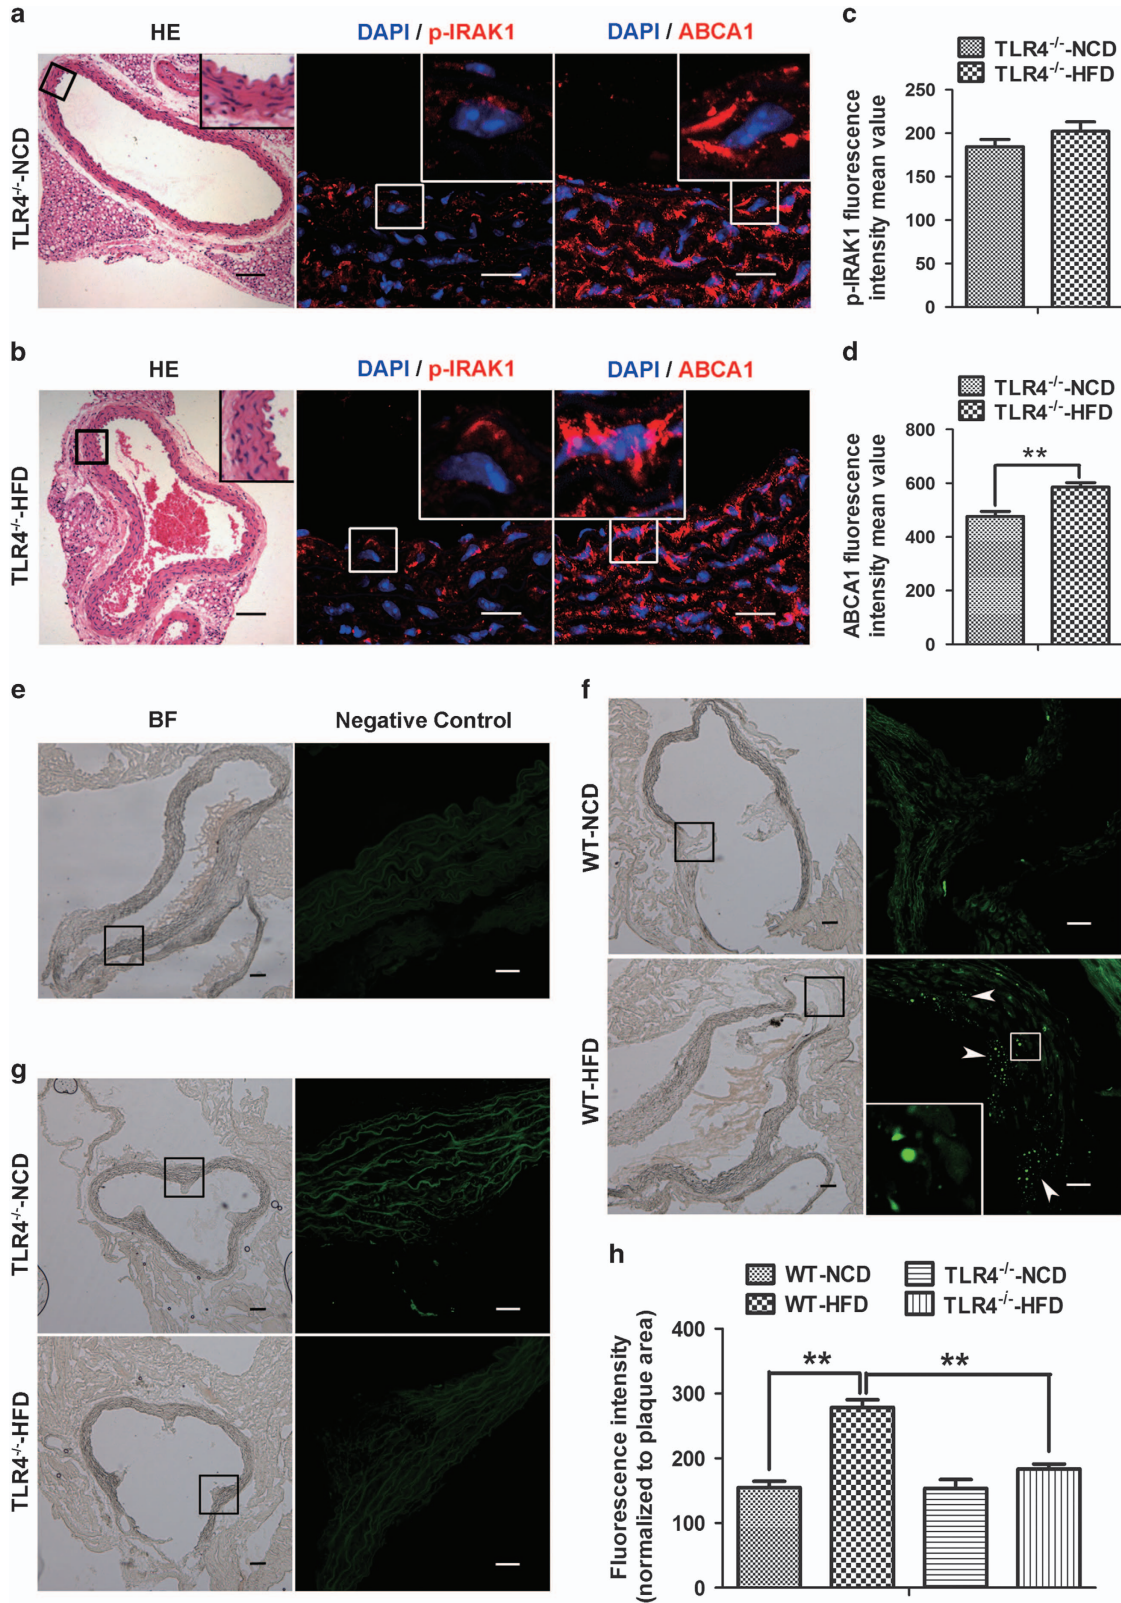 a
HE
DAPI / p-IRAK1
DAPI / ABCA1
TLR4-/--NCD
b
HE
DAPI / p-IRAK1
DAPI / ABCA1
TLR4-/--HFD
c
TLR4-/--NCD
TLR4-/--HFD
p-IRAK1 fluorescence
intensity mean value
250
200
150
100
50
0
d
TLR4-/--NCD
TLR4-/--HFD
ABCA1 fluorescence
intensity mean value
800
600
400
200
0
**
e
BF
Negative Control
f
WT-NCD
WT-HFD
g
TLR4-/--NCD
TLR4-/--HFD
h
WT-NCD
WT-HFD
TLR4-/--NCD
TLR4-/--HFD
Fluorescence intensity
(normalized to plaque area)
400
300
200
100
0
**
**